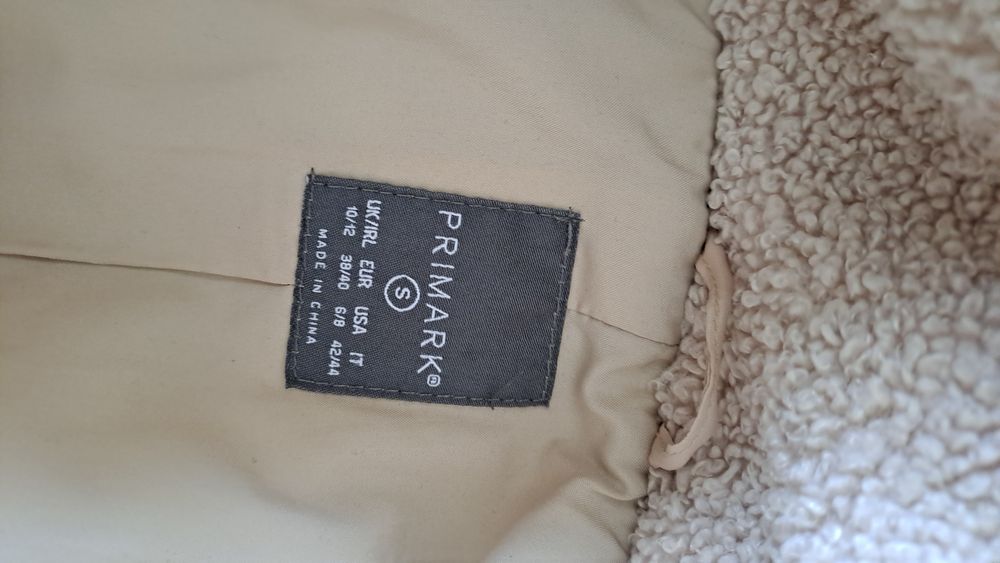 PRIMARK®
S
UK/IRL EUR USA IT
10/12 38/40 6/8 42/44
MADE IN CHINA